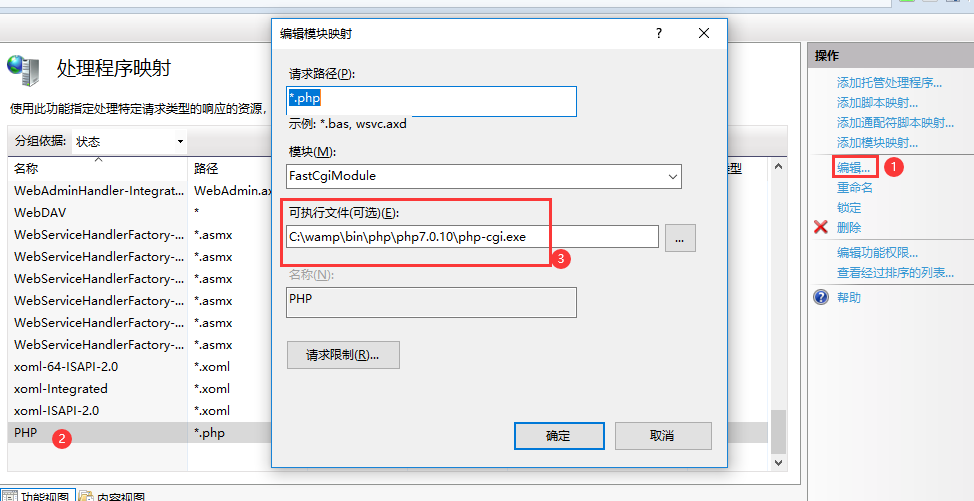 编辑模块映射
?
处理程序映射
使用此功能指定处理特定请求类型的响应的资源,
分组依据: 状态
名称 路径
WebAdminHandler-Integrat... WebAdmin.ax
WebDAV *
WebServiceHandlerFactory-... *.asmx
WebServiceHandlerFactory-... *.asmx
WebServiceHandlerFactory-... *.asmx
WebServiceHandlerFactory-... *.asmx
WebServiceHandlerFactory-... *.asmx
WebServiceHandlerFactory-... *.asmx
xoml-64-ISAPI-2.0 *.xoml
xoml-Integrated *.xoml
xoml-ISAPI-2.0 *.xoml
PHP 2 *.php
功能视图 内容视图
请求路径(P):
*.php
示例: *.bas, wsvc.axd
模块(M):
FastCgiModule
可执行文件(可选)(E):
C:\wamp\bin\php\php7.0.10\php-cgi.exe
...
3
名称(N):
PHP
请求限制(R)...
确定 取消
类型
操作
添加托管处理程序...
添加脚本映射...
添加通配符脚本映射...
添加模块映射...
编辑... 1
重命名
锁定
删除
编辑功能权限...
查看经过排序的列表...
? 帮助